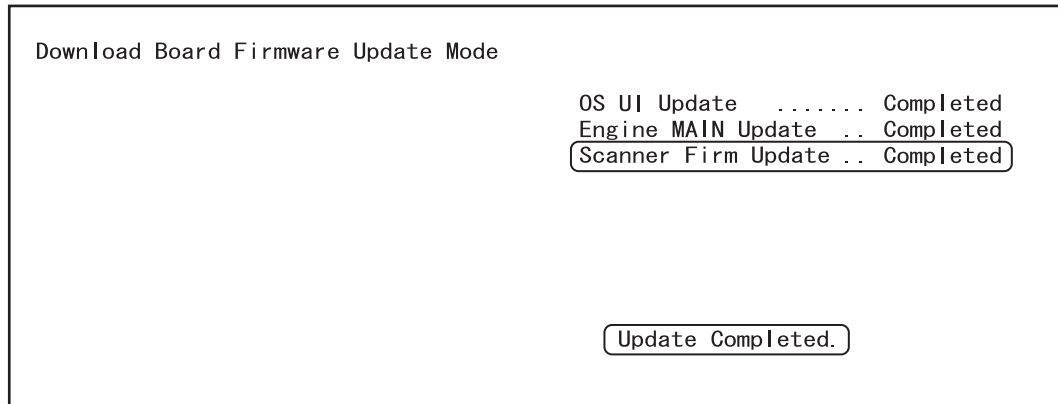 Download Board Firmware Update Mode
OS UI Update ....... Completed
Engine MAIN Update .. Completed
Scanner Firm Update .. Completed
Update Completed.